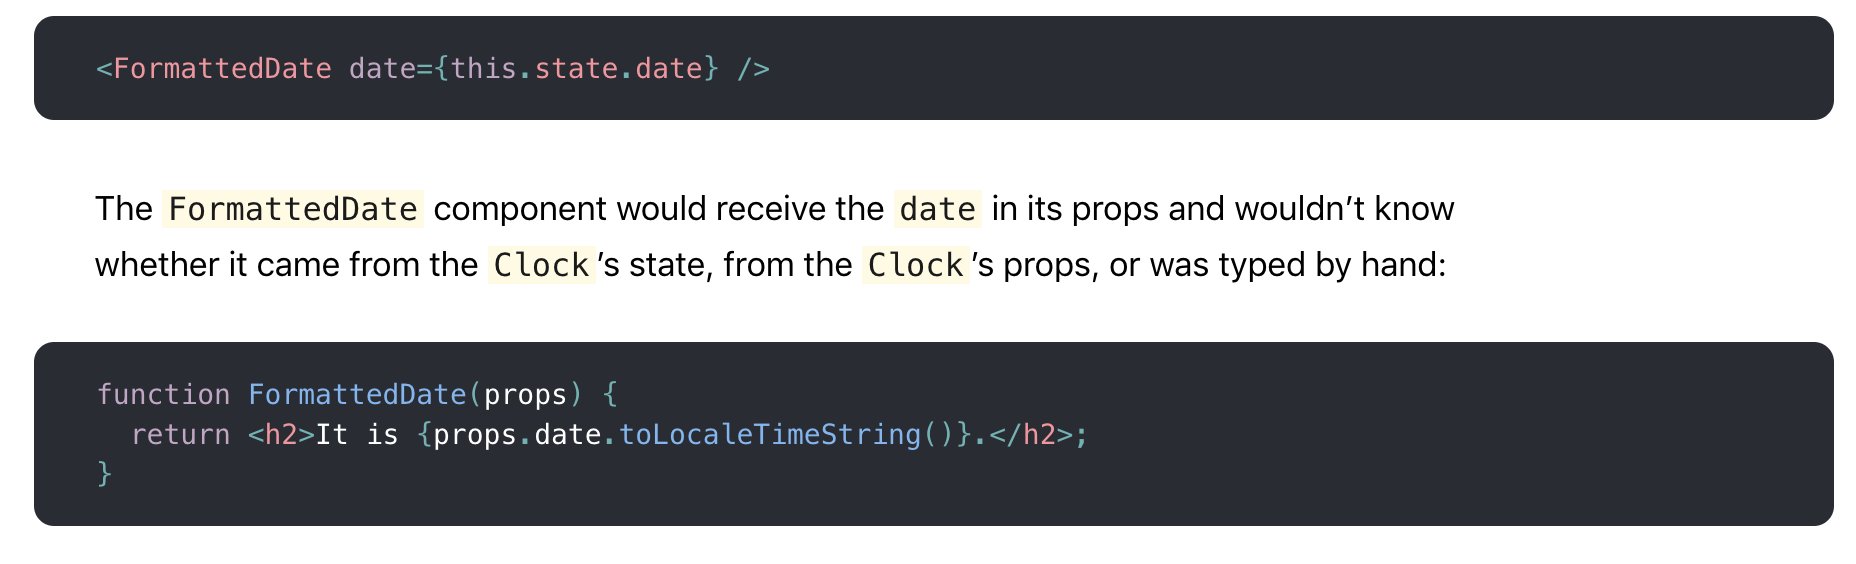 <FormattedDate date={this.state.date} />
The FormattedDate component would receive the date in its props and wouldn’t know
whether it came from the Clock’s state, from the Clock’s props, or was typed by hand:
function FormattedDate(props) {
  return <h2>It is {props.date.toLocaleTimeString()}.</h2>;
}